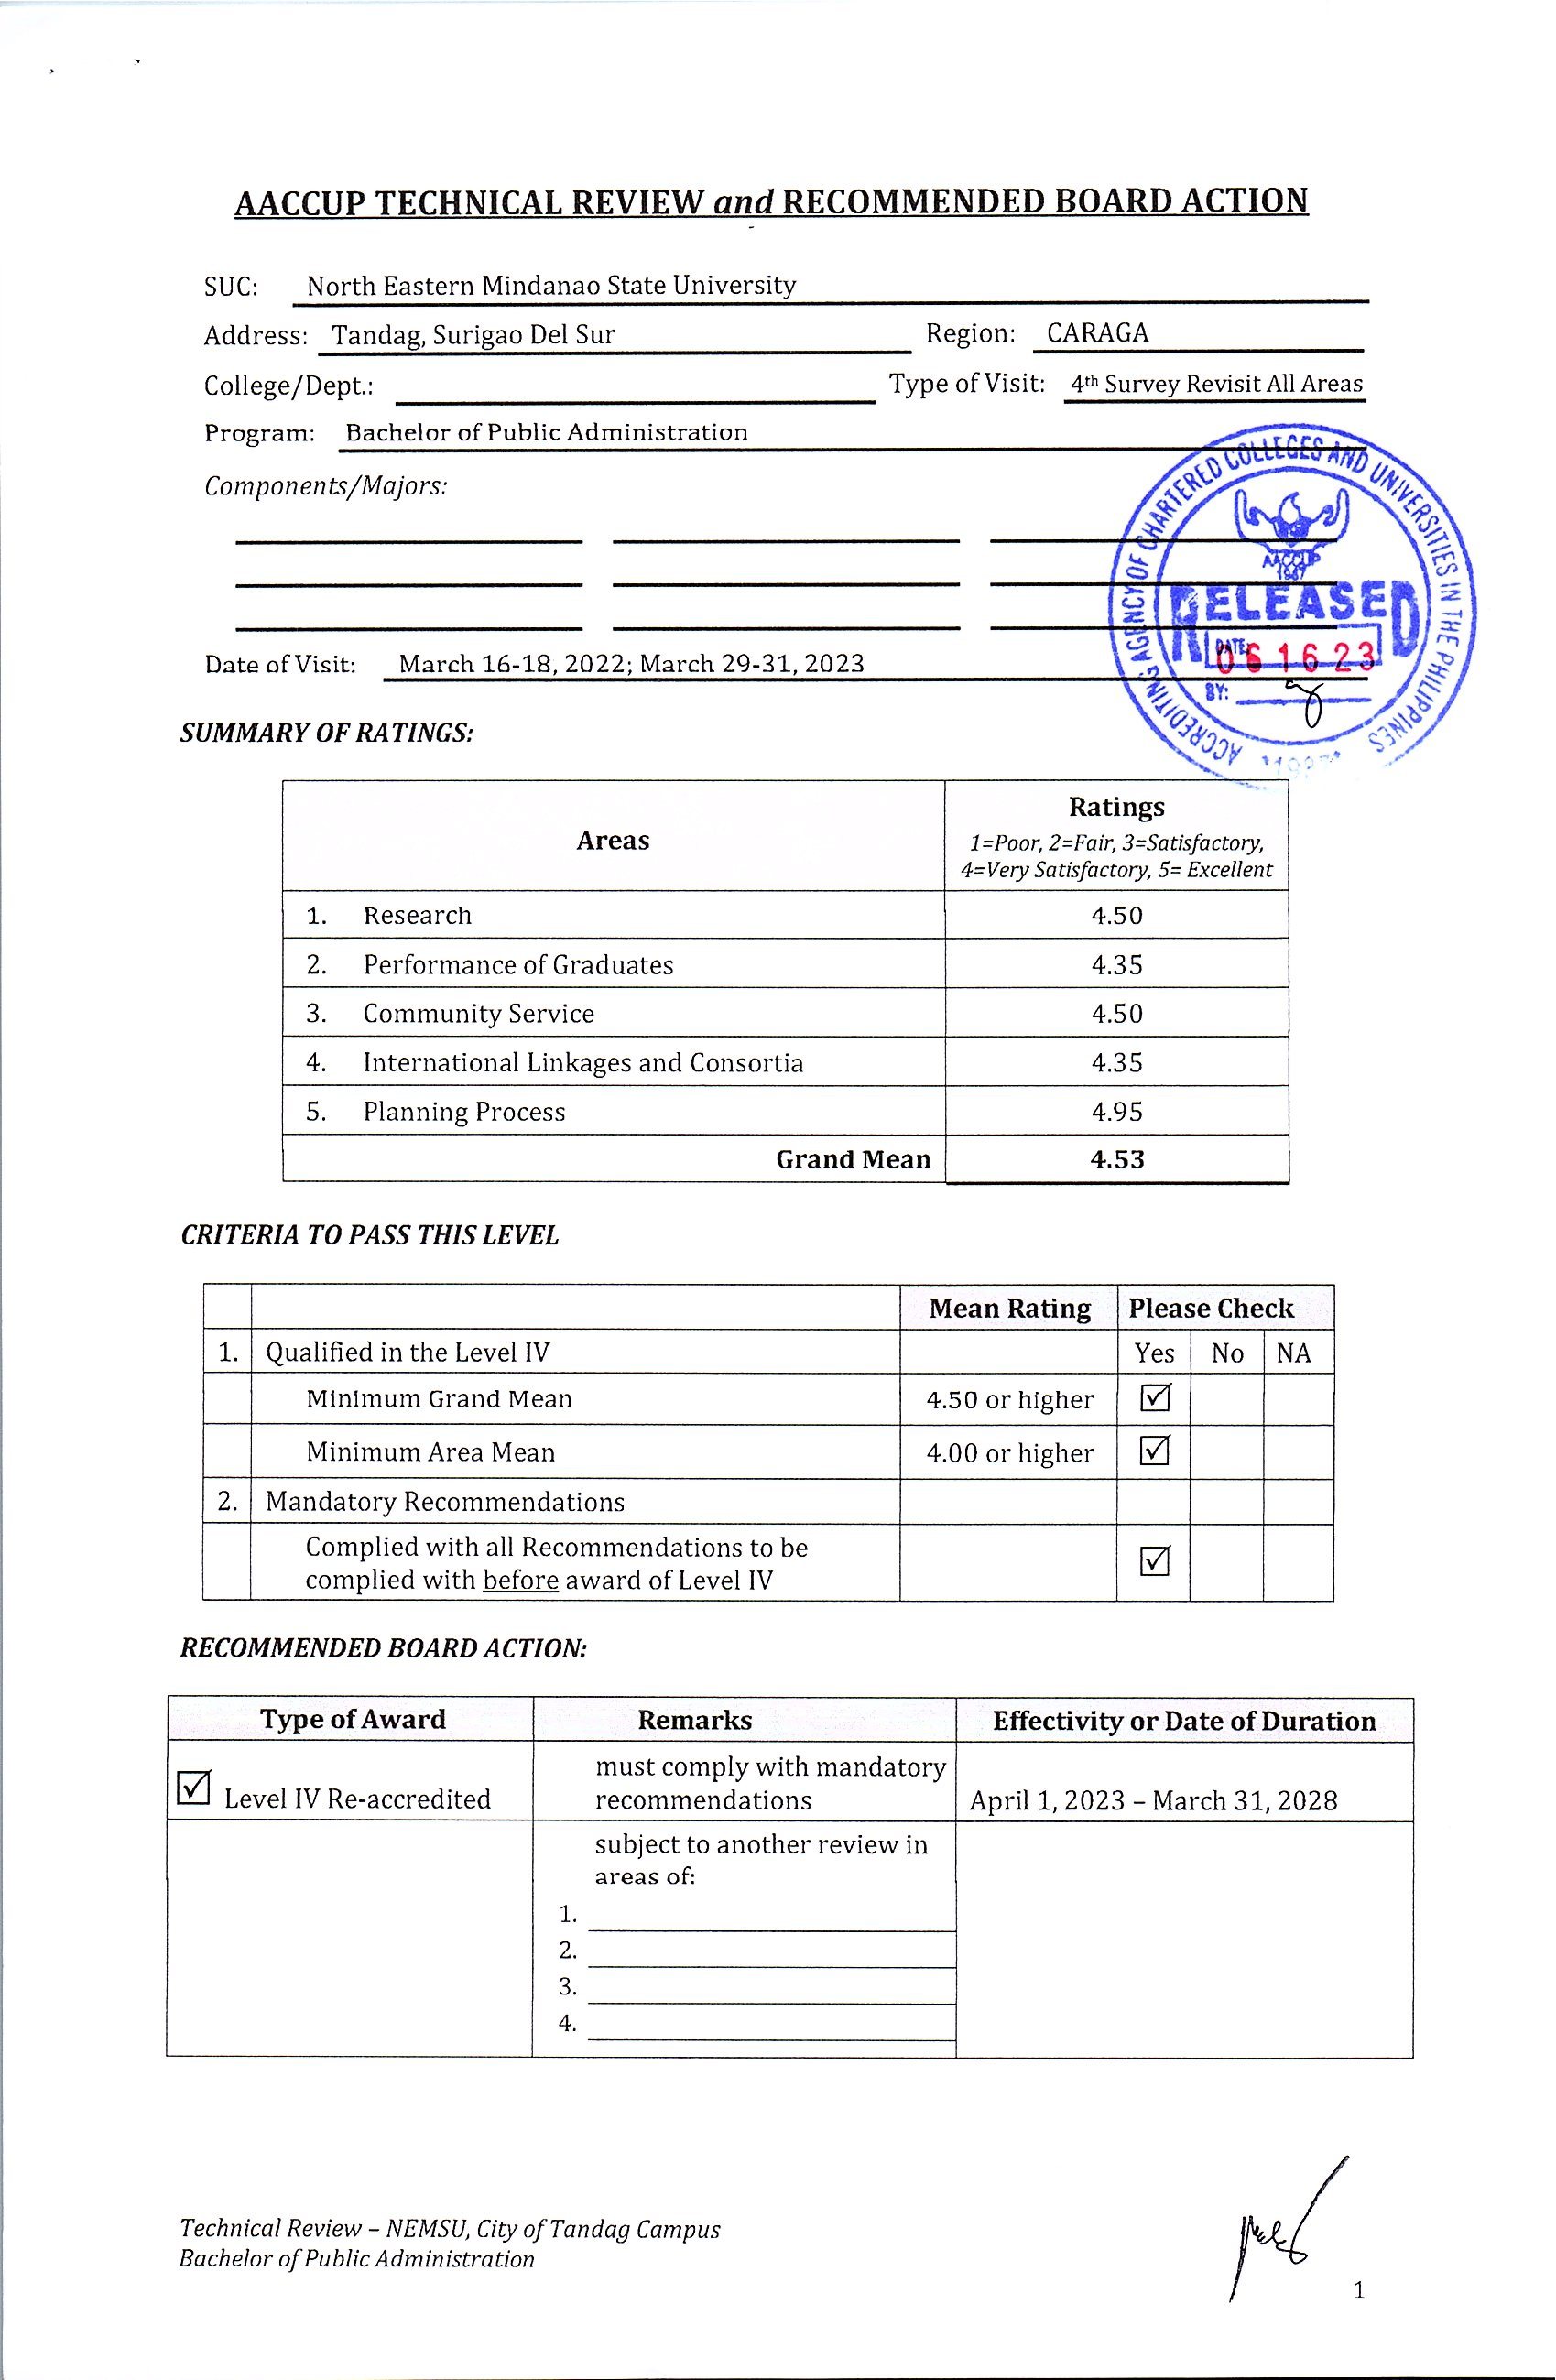 AACCUP TECHNICAL REVIEW and RECOMMENDED BOARD ACTION
SUC: North Eastern Mindanao State University
Address: Tandag, Surigao Del Sur Region: CARAGA
College/Dept.: Type of Visit: 4th Survey Revisit All Areas
Program: Bachelor of Public Administration
Components/Majors:
ACCREDITING AGENCY OF CHARTERED COLLEGES AND UNIVERSITIES IN THE PHILIPPINES
AACCUP
1987
RELEASED
DATE: 06 16 23
BY:
Date of Visit: March 16-18, 2022; March 29-31, 2023
SUMMARY OF RATINGS:
Areas
Ratings
1=Poor, 2=Fair, 3=Satisfactory,
4=Very Satisfactory, 5= Excellent
1. Research 4.50
2. Performance of Graduates 4.35
3. Community Service 4.50
4. International Linkages and Consortia 4.35
5. Planning Process 4.95
Grand Mean 4.53
CRITERIA TO PASS THIS LEVEL
Mean Rating Please Check
1. Qualified in the Level IV Yes No NA
Minimum Grand Mean 4.50 or higher ☑
Minimum Area Mean 4.00 or higher ☑
2. Mandatory Recommendations
Complied with all Recommendations to be
complied with before award of Level IV ☑
RECOMMENDED BOARD ACTION:
Type of Award Remarks Effectivity or Date of Duration
must comply with mandatory
☑ Level IV Re-accredited recommendations April 1, 2023 – March 31, 2028
subject to another review in
areas of:
1.
2.
3.
4.
Technical Review – NEMSU, City of Tandag Campus
Bachelor of Public Administration
1